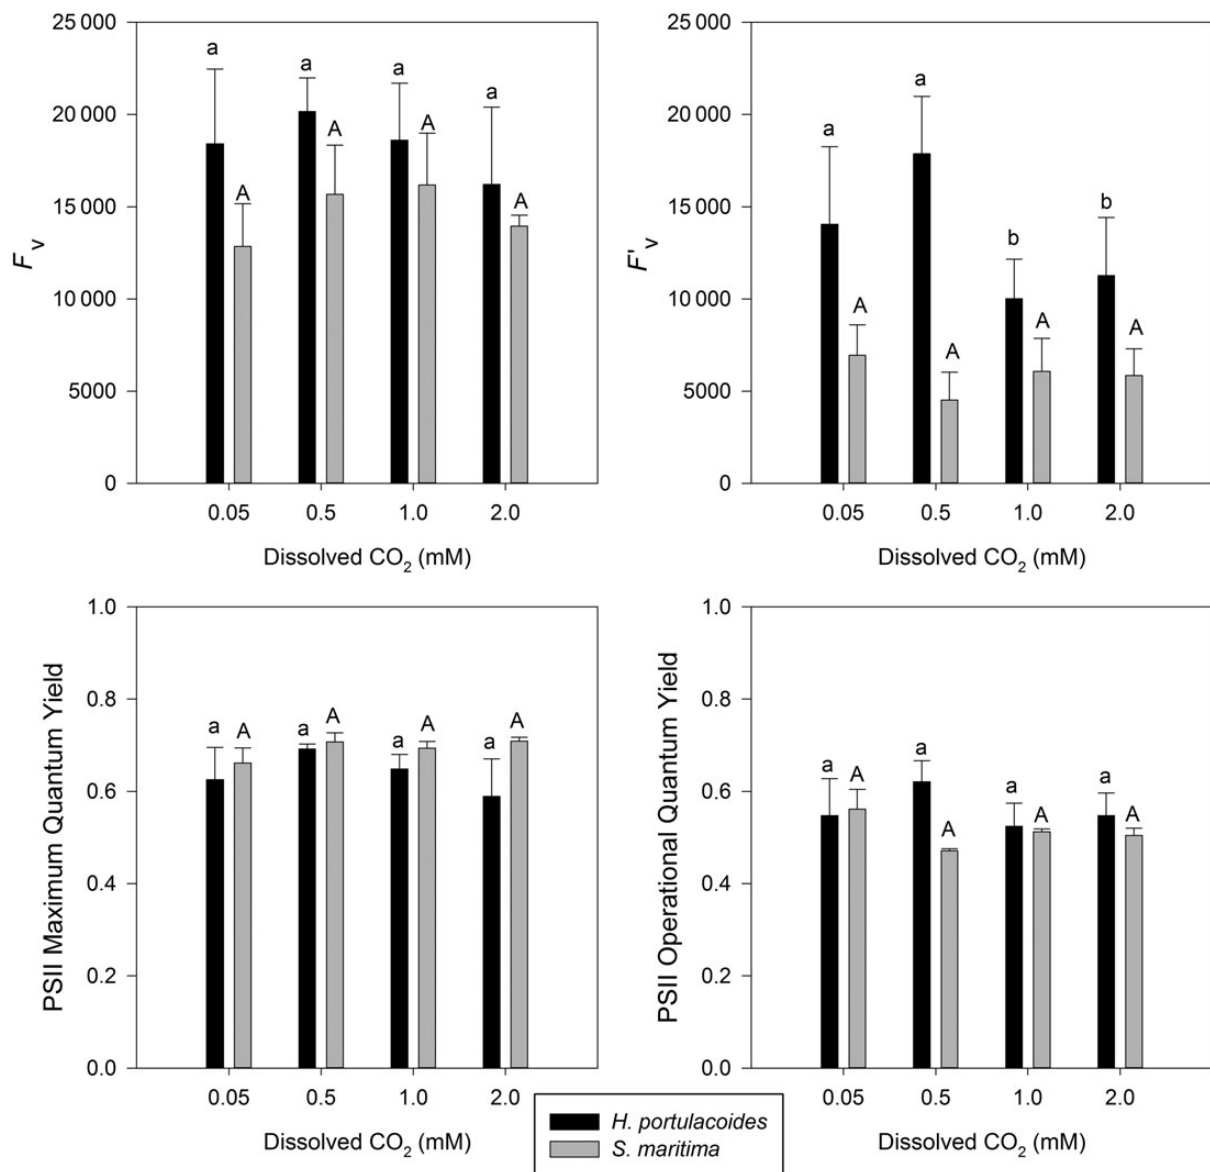 25 000
20 000
15 000
10 000
5000
0
Fv
a
A
a
A
a
A
a
A
0.05 0.5 1.0 2.0
Dissolved CO2 (mM)
25 000
20 000
15 000
10 000
5000
0
F'v
a
A
a
A
b
A
b
A
0.05 0.5 1.0 2.0
Dissolved CO2 (mM)
1.0
0.8
0.6
0.4
0.2
0.0
PSII Maximum Quantum Yield
a
A
a
A
a
A
a
A
0.05 0.5 1.0 2.0
Dissolved CO2 (mM)
1.0
0.8
0.6
0.4
0.2
0.0
PSII Operational Quantum Yield
a
A
a
A
a
A
a
A
0.05 0.5 1.0 2.0
Dissolved CO2 (mM)
H. portulacoides
S. maritima